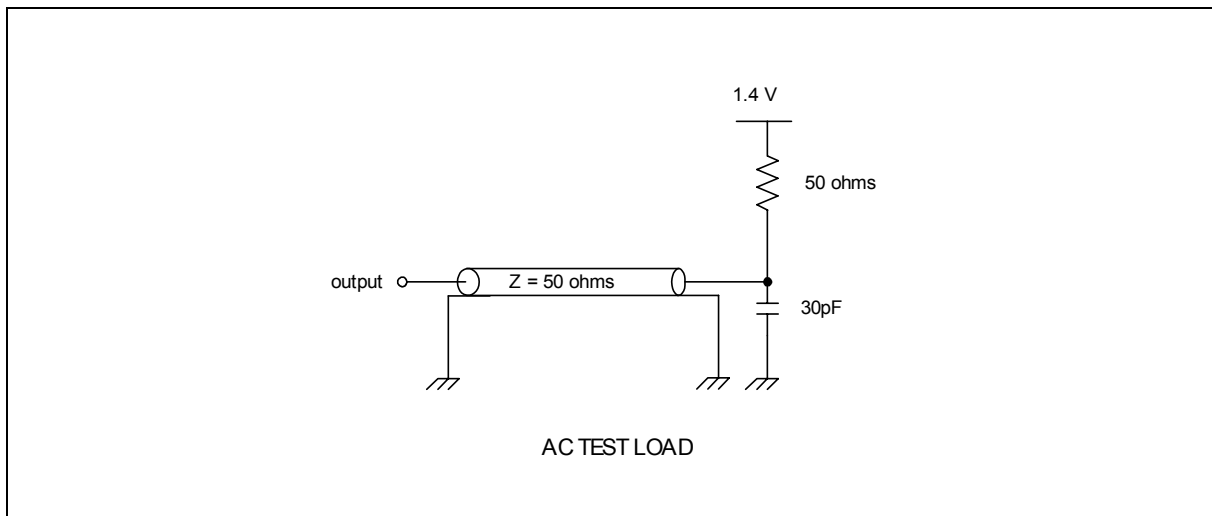 1.4 V
50 ohms
output
Z = 50 ohms
30pF
AC TEST LOAD